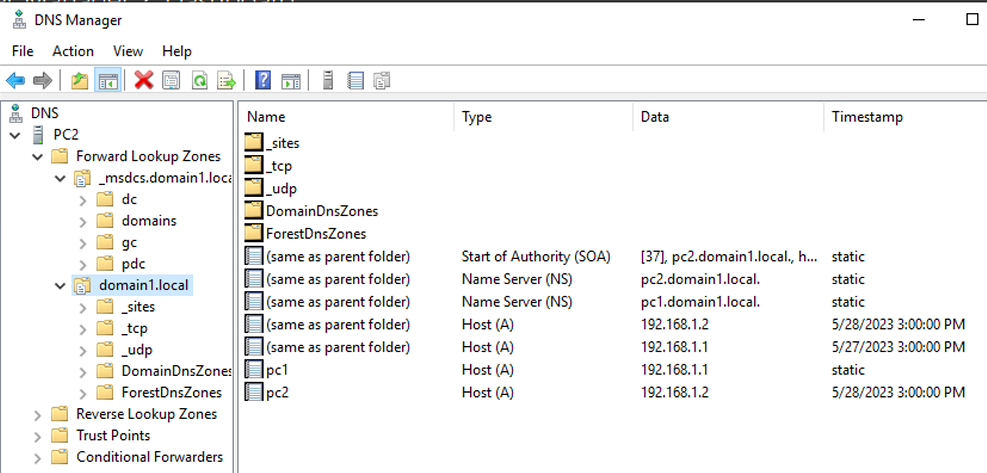 DNS Manager
File Action View Help
DNS
PC2
Forward Lookup Zones
_msdcs.domain1.loca
dc
domains
gc
pdc
domain1.local
_sites
_tcp
_udp
DomainDnsZones
ForestDnsZones
Reverse Lookup Zones
Trust Points
Conditional Forwarders
Name Type Data Timestamp
_sites
_tcp
_udp
DomainDnsZones
ForestDnsZones
(same as parent folder) Start of Authority (SOA) [37], pc2.domain1.local., h... static
(same as parent folder) Name Server (NS) pc2.domain1.local. static
(same as parent folder) Name Server (NS) pc1.domain1.local. static
(same as parent folder) Host (A) 192.168.1.2 5/28/2023 3:00:00 PM
(same as parent folder) Host (A) 192.168.1.1 5/27/2023 3:00:00 PM
pc1 Host (A) 192.168.1.1 static
pc2 Host (A) 192.168.1.2 5/28/2023 3:00:00 PM